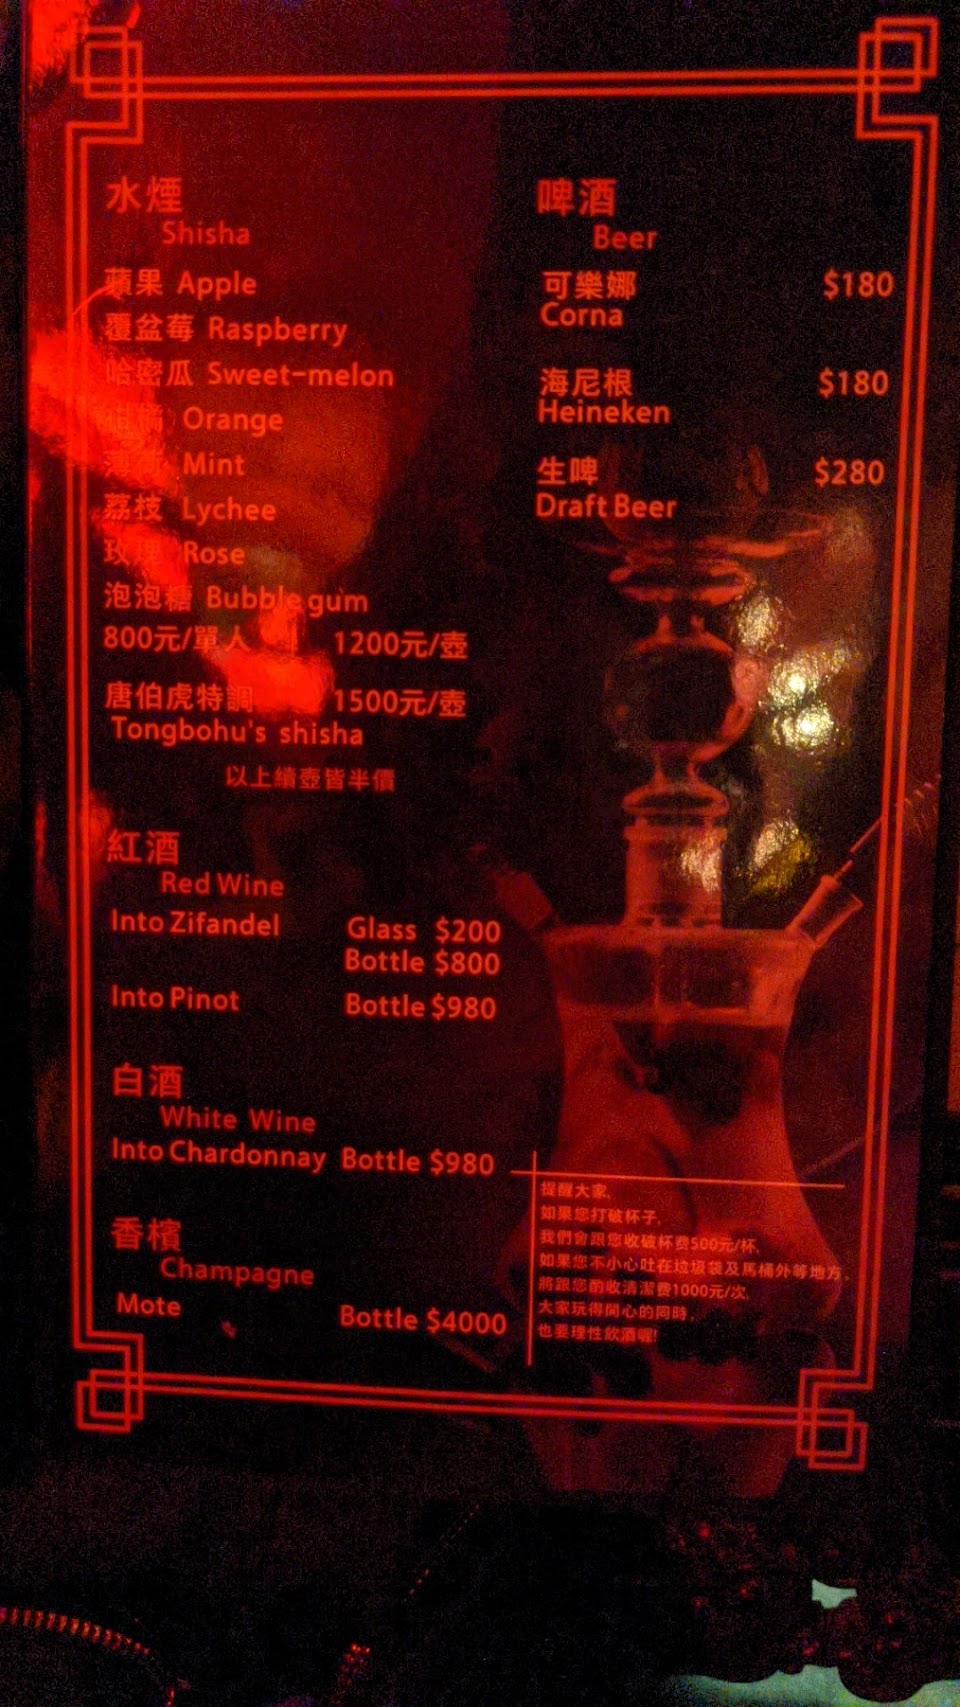 水煙
Shisha
蘋果 Apple
覆盆莓 Raspberry
哈密瓜 Sweet-melon
Orange
Mint
荔枝 Lychee
玫瑰 Rose
泡泡糖 Bubble gum
800元/單人 1200元/壺
唐伯虎特調 1500元/壺
Tongbohu's shisha
以上續壺皆半價
紅酒
Red Wine
Into Zifandel Glass $200
Bottle $800
Into Pinot Bottle $980
白酒
White Wine
Into Chardonnay Bottle $980
香檳
Champagne
Mote Bottle $4000
啤酒
Beer
可樂娜 $180
Corna
海尼根 $180
Heineken
生啤 $280
Draft Beer
提醒大家,
如果您打破杯子,
我們會跟您收破杯费500元/杯,
如果您不小心吐在垃圾袋及馬桶外等地方,
將跟您酌收清潔费1000元/次,
大家玩得開心的同時,
也要理性飲酒喔!